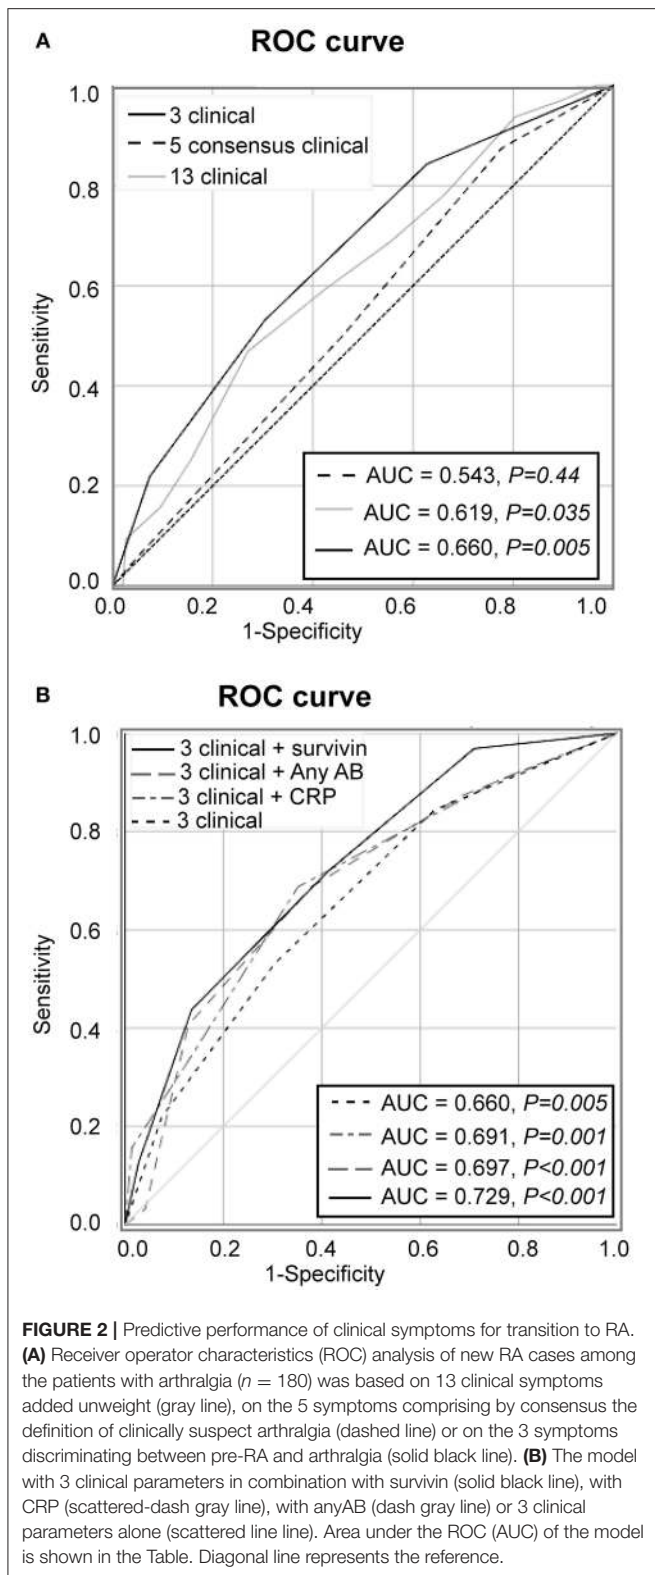 A
ROC curve
3 clinical
5 consensus clinical
13 clinical
1.0
0.8
0.6
0.4
0.2
0.0
Sensitivity
AUC = 0.543, P=0.44
AUC = 0.619, P=0.035
AUC = 0.660, P=0.005
0.0 0.2 0.4 0.6 0.8 1.0
1-Specificity
B
ROC curve
3 clinical + survivin
3 clinical + Any AB
3 clinical + CRP
3 clinical
1.0
0.8
0.6
0.4
0.2
0.0
Sensitivity
AUC = 0.660, P=0.005
AUC = 0.691, P=0.001
AUC = 0.697, P<0.001
AUC = 0.729, P<0.001
0.0 0.2 0.4 0.6 0.8 1.0
1-Specificity
FIGURE 2 | Predictive performance of clinical symptoms for transition to RA.
(A) Receiver operator characteristics (ROC) analysis of new RA cases among
the patients with arthralgia (n = 180) was based on 13 clinical symptoms
added unweight (gray line), on the 5 symptoms comprising by consensus the
definition of clinically suspect arthralgia (dashed line) or on the 3 symptoms
discriminating between pre-RA and arthralgia (solid black line). (B) The model
with 3 clinical parameters in combination with survivin (solid black line), with
CRP (scattered-dash gray line), with anyAB (dash gray line) or 3 clinical
parameters alone (scattered line line). Area under the ROC (AUC) of the model
is shown in the Table. Diagonal line represents the reference.